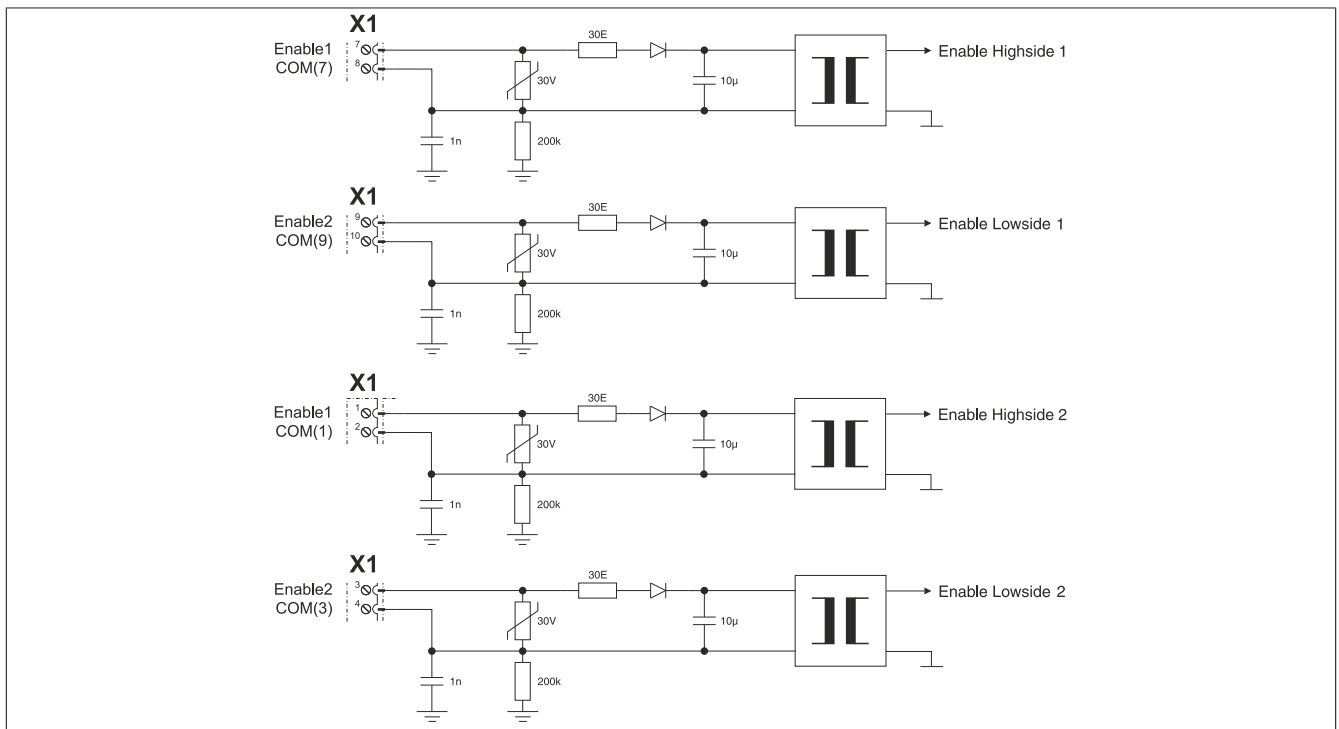 X1
30E
Enable1 7 Enable Highside 1
COM(7) 8
30V 10µ
1n 200k
X1
30E
Enable2 9 Enable Lowside 1
COM(9) 10
30V 10µ
1n 200k
X1
30E
Enable1 1 Enable Highside 2
COM(1) 2
30V 10µ
1n 200k
X1
30E
Enable2 3 Enable Lowside 2
COM(3) 4
30V 10µ
1n 200k